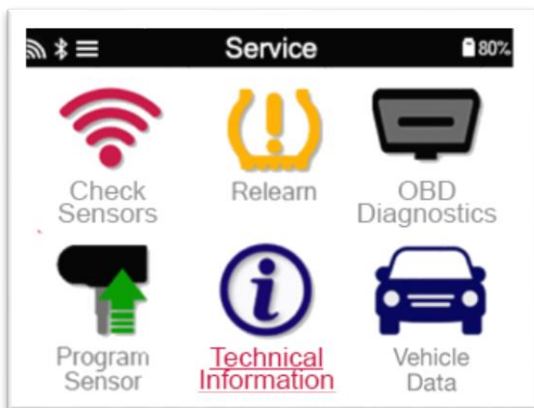 Service
80%
Check
Sensors
Relearn
OBD
Diagnostics
Program
Sensor
Technical
Information
Vehicle
Data